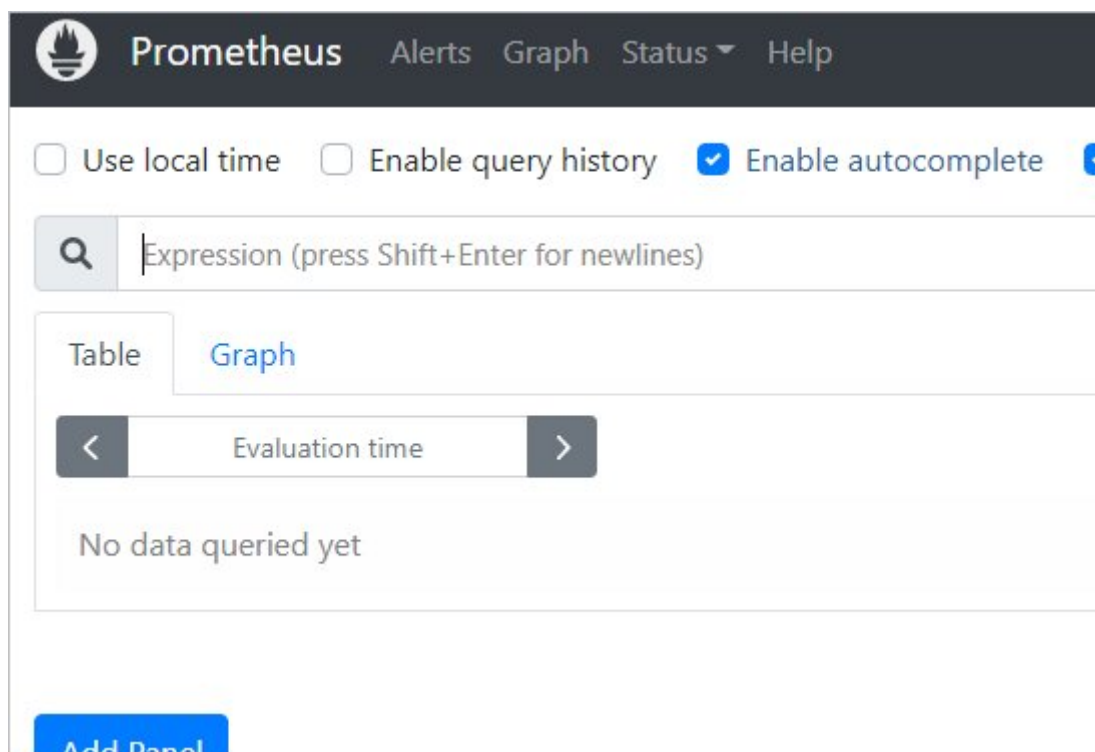 Prometheus Alerts Graph Status Help
Use local time Enable query history Enable autocomplete
Expression (press Shift+Enter for newlines)
Table Graph
Evaluation time
No data queried yet
Add Panel